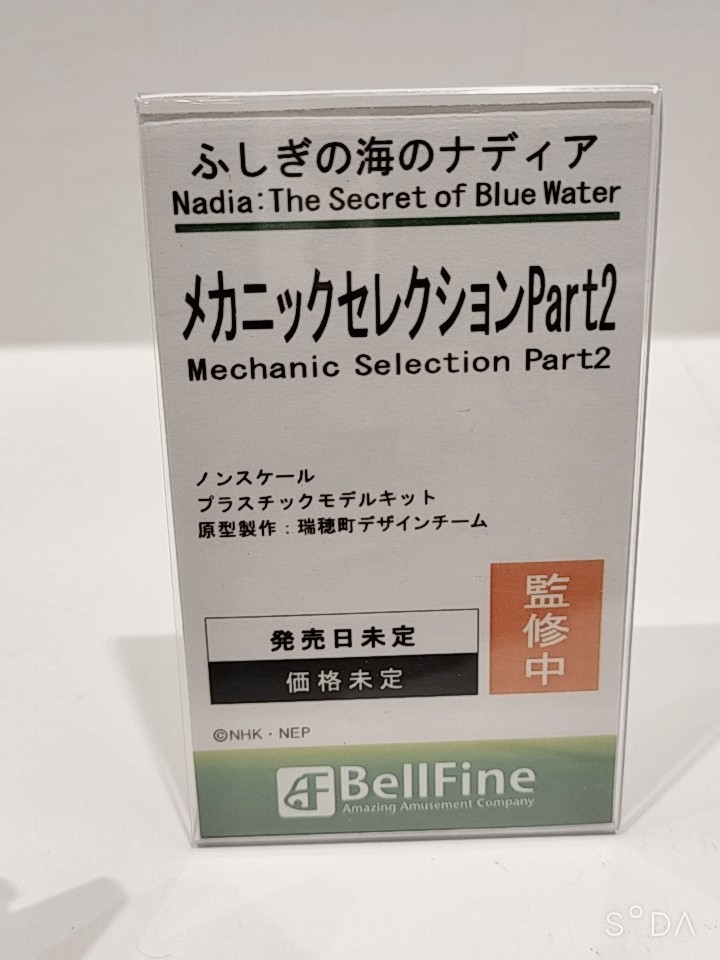 ふしぎの海のナディア
Nadia:The Secret of Blue Water
メカニックセレクションPart2
Mechanic Selection Part2
ノンスケール
プラスチックモデルキット
原型製作：瑞穂町デザインチーム
監修中
発売日未定
価格未定
©NHK・NEP
BellFine
Amazing Amusement Company
SODA